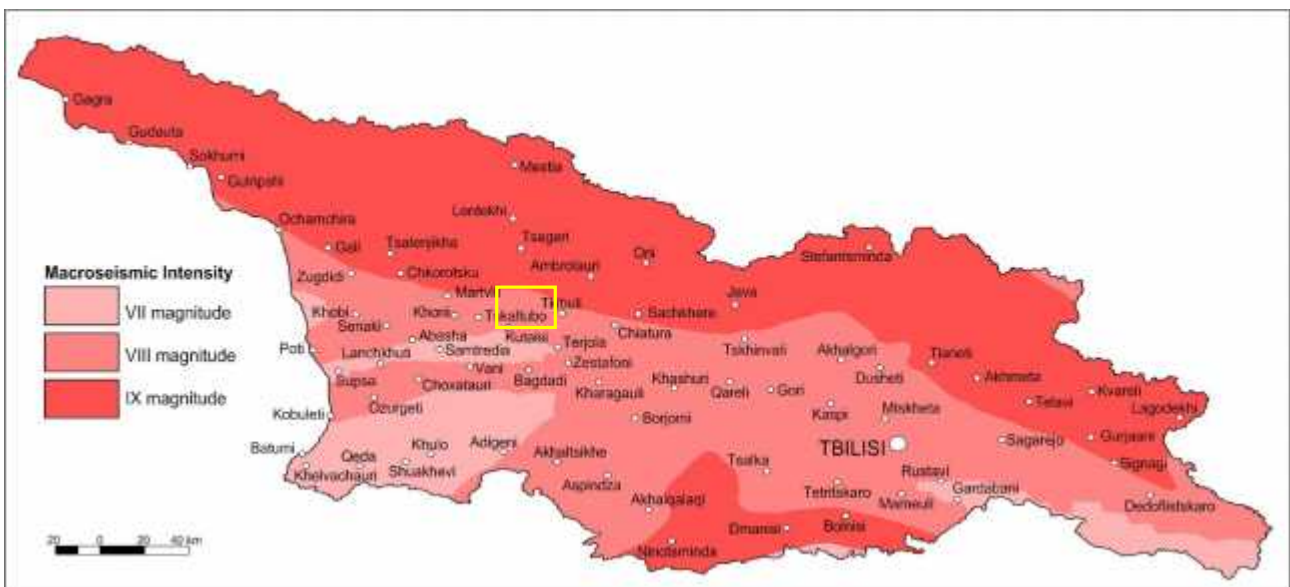 Gagra
Gudauta
Sokhumi
Gulripshi
Mestia
Lentekhi
Ochamchira
Tsageri
Gali
Tsalenjikha
Oni
Stefantsminda
Ambrolauri
Macroseismic Intensity
Zugdidi
Chkorotsku
Martvili
Java
VII magnitude
Khobi
Khoni
Tskaltubo
Tkibuli
Sachkhere
Senaki
Chiatura
Abasha
Kutaisi
Poti
Lanchkhuti
Samtredia
Terjola
Tskhinvali
Akhalgori
Tianeti
VIII magnitude
Vani
Zestafoni
Dusheti
Akhmeta
Supsa
Choxatauri
Bagdadi
Kharagauli
Khashuri
Qareli
Gori
Kvareli
IX magnitude
Ozurgeti
Kaspi
Mtskheta
Telavi
Lagodekhi
Kobuleti
Borjomi
TBILISI
Sagarejo
Gurjaani
Batumi
Khulo
Adigeni
Qeda
Akhaltsikhe
Tsalka
Signagi
Khelvachauri
Shuakhevi
Rustavi
Aspindza
Tetritskaro
Gardabani
Akhalqalaqi
Marneuli
Dedoflistskaro
Dmanisi
Bolnisi
Ninotsminda
20 0 20 40 km